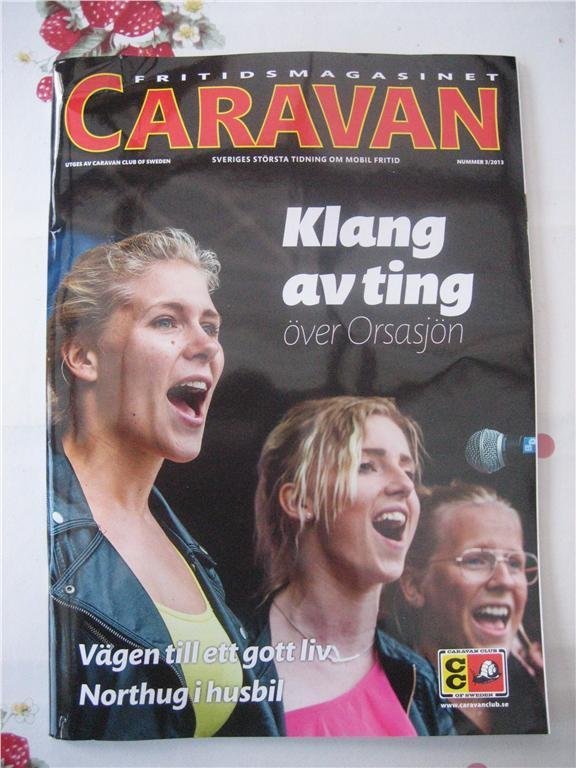 FRITIDSMAGASINET
CARAVAN
UTGES AV CARAVAN CLUB OF SWEDEN SVERIGES STÖRSTA TIDNING OM MOBIL FRITID NUMMER 3/2013
Klang
av ting
över Orsasjön
Vägen till ett gott liv
Northug i husbil
CARAVAN CLUB
CC
OF SWEDEN
www.caravanclub.se